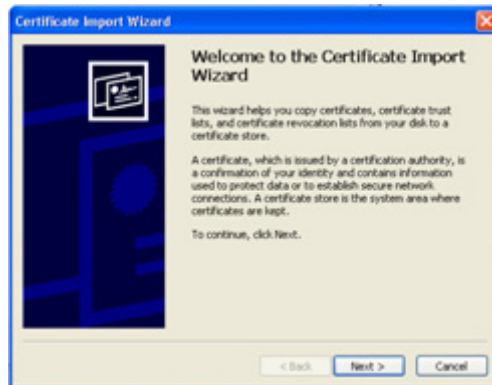 Certificate Import Wizard
Welcome to the Certificate Import
Wizard
This wizard helps you copy certificates, certificate trust
lists, and certificate revocation lists from your disk to a
certificate store.
A certificate, which is issued by a certification authority, is
a confirmation of your identity and contains information
used to protect data or to establish secure network
connections. A certificate store is the system area where
certificates are kept.
To continue, click Next.
< Back
Next >
Cancel